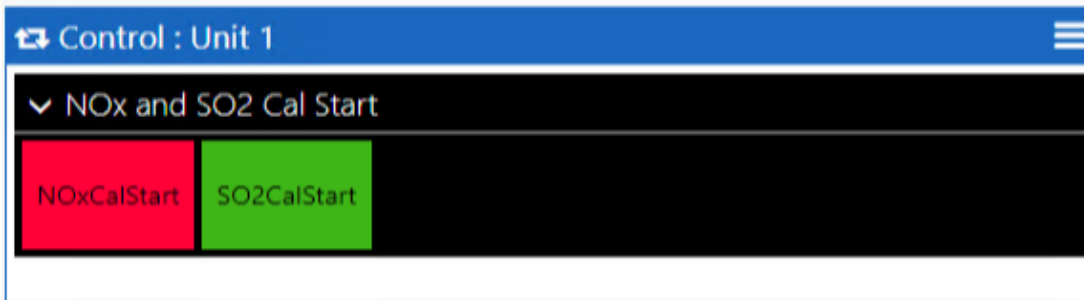 Control : Unit 1
NOx and SO2 Cal Start
NOxCalStart SO2CalStart